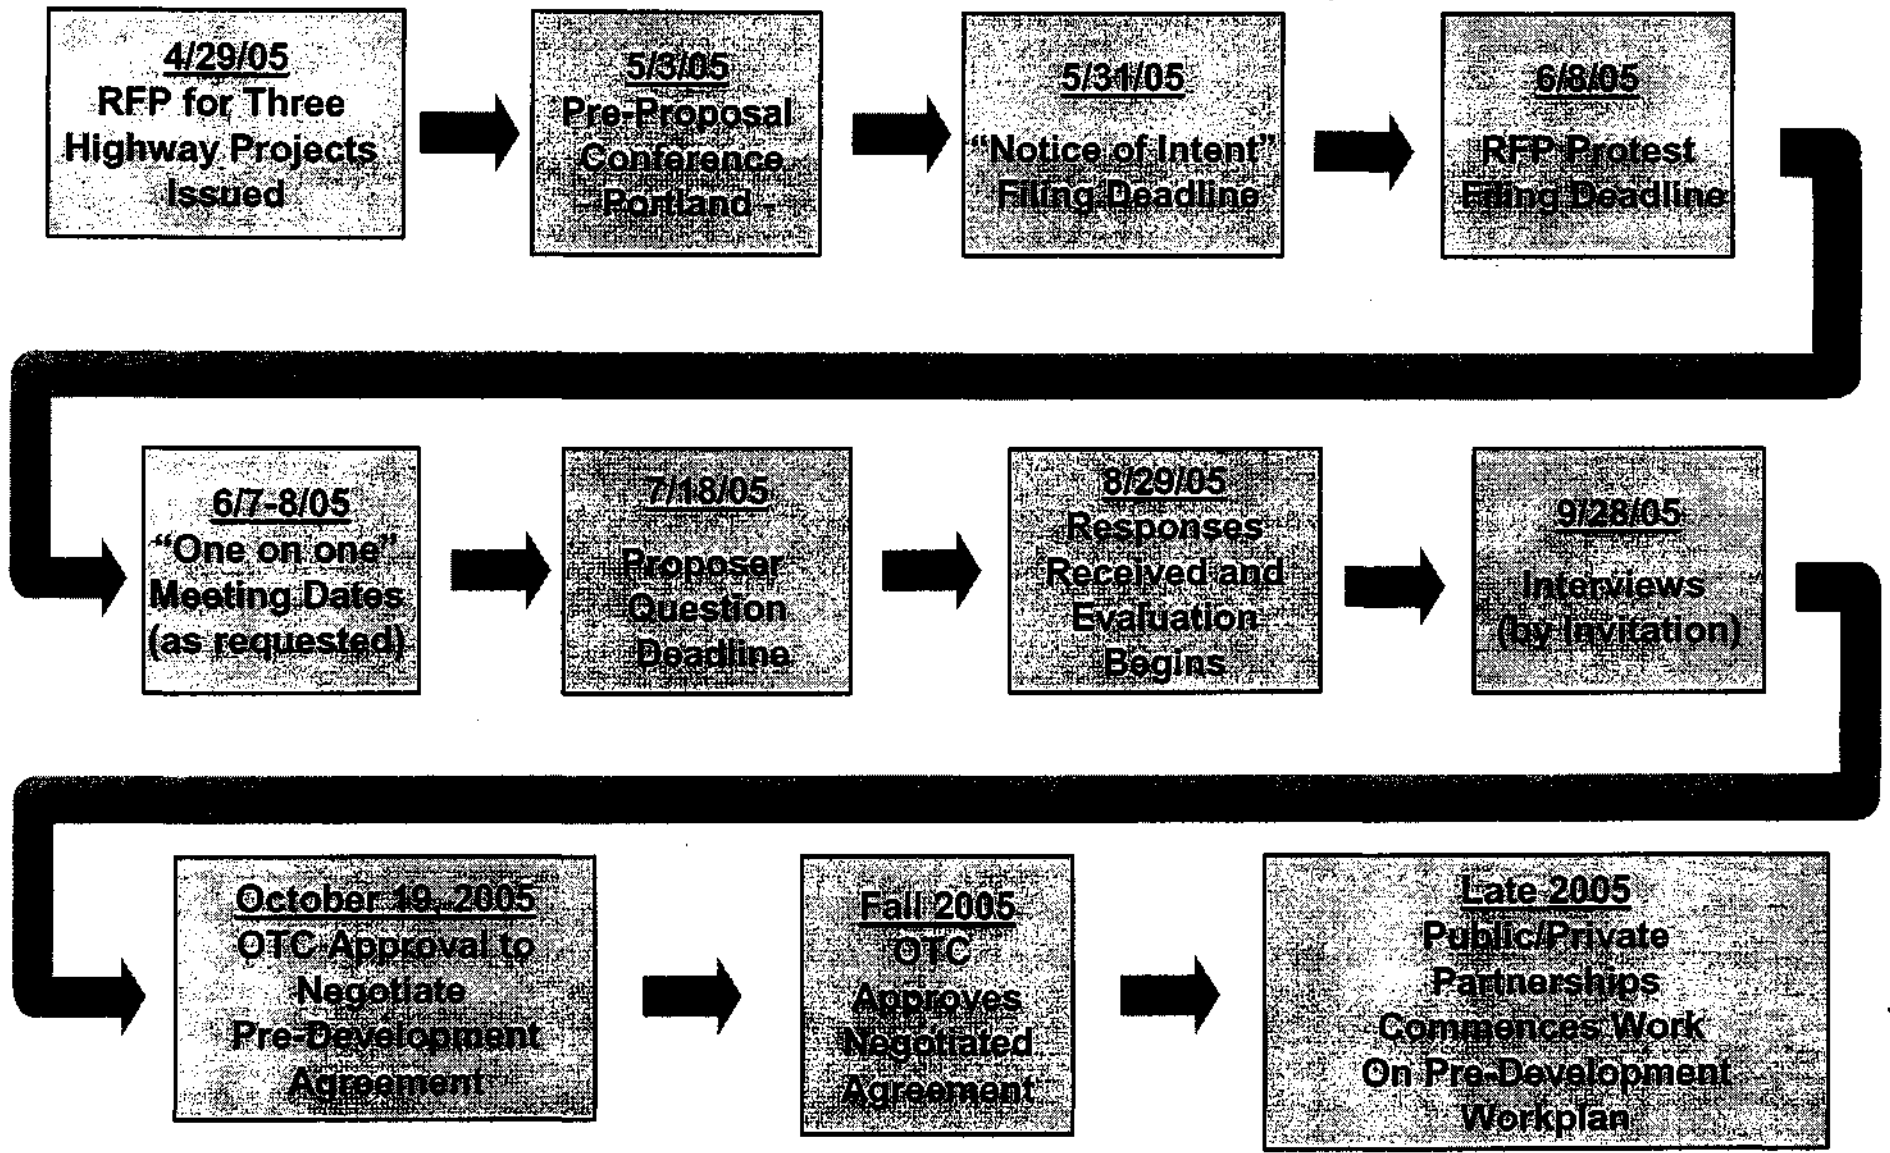 4/29/05
RFP for Three
Highway Projects
Issued
5/3/05
Pre-Proposal
Conference
- Portland -
5/31/05
"Notice of Intent"
Filing Deadline
6/8/05
RFP Protest
Filing Deadline
6/7-8/05
"One on one"
Meeting Dates
(as requested)
7/18/05
Proposer
Question
Deadline
8/29/05
Responses
Received and
Evaluation
Begins
9/28/05
Interviews
(by Invitation)
October 19, 2005
OTC Approval to
Negotiate
Pre-Development
Agreement
Fall 2005
OTC
Approves
Negotiated
Agreement
Late 2005
Public/Private
Partnerships
Commences Work
On Pre-Development
Workplan